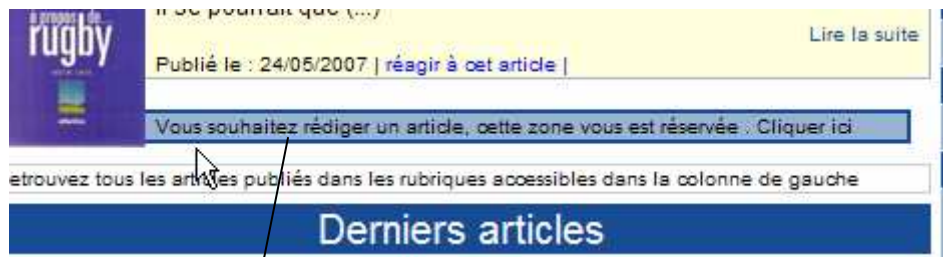 à propos de
rugby
Il se pourrait que (...)
Lire la suite
Publié le : 24/05/2007 | réagir à cet article |
Vous souhaitez rédiger un article, cette zone vous est réservée . Cliquer ici
etrouvez tous les articles publiés dans les rubriques accessibles dans la colonne de gauche
Derniers articles